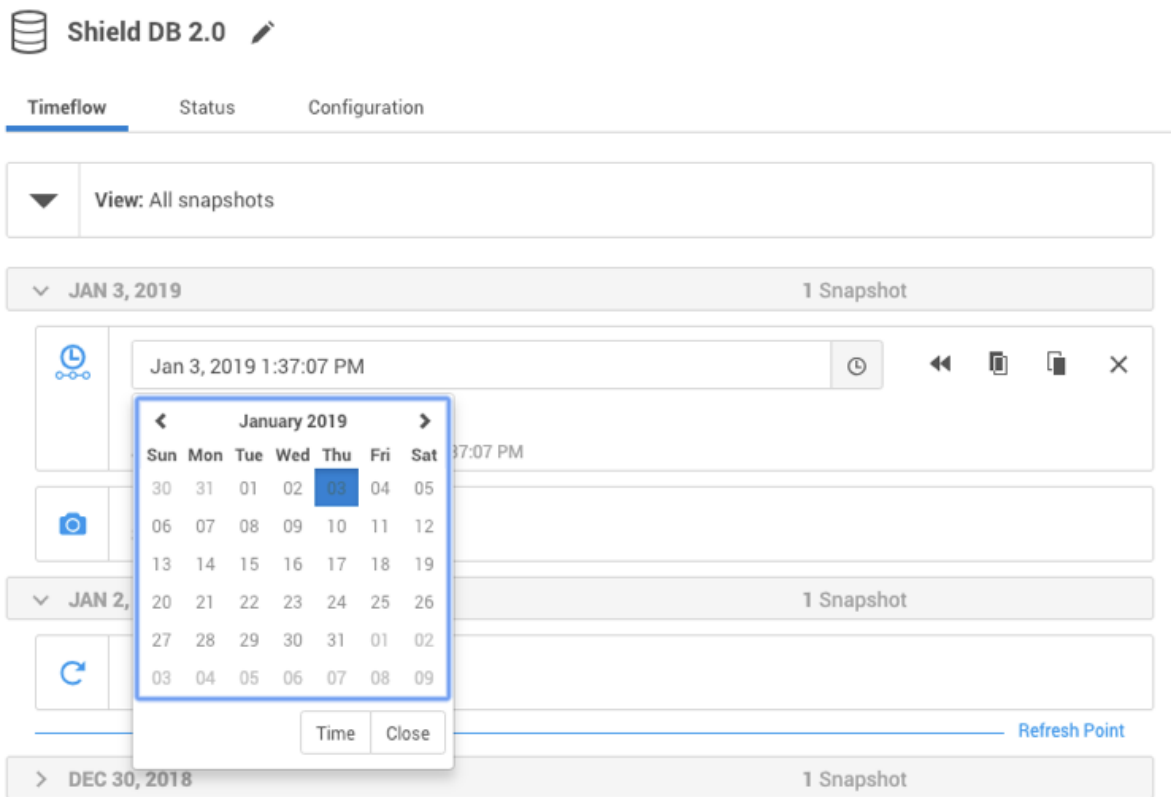 Shield DB 2.0
Timeflow Status Configuration
View: All snapshots
JAN 3, 2019 1 Snapshot
Jan 3, 2019 1:37:07 PM
January 2019
37:07 PM
Sun Mon Tue Wed Thu Fri Sat
30 31 01 02 03 04 05
06 07 08 09 10 11 12
13 14 15 16 17 18 19
JAN 2, 1 Snapshot
20 21 22 23 24 25 26
27 28 29 30 31 01 02
03 04 05 06 07 08 09
Time Close
Refresh Point
DEC 30, 2018 1 Snapshot